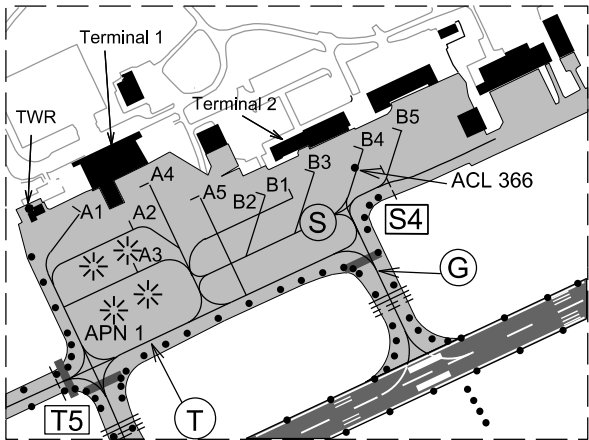 Terminal 1
TWR
Terminal 2
B5
B4
B3
A4
A5
B1
B2
ACL 366
A1
A2
S
S4
A3
G
APN 1
T5
T